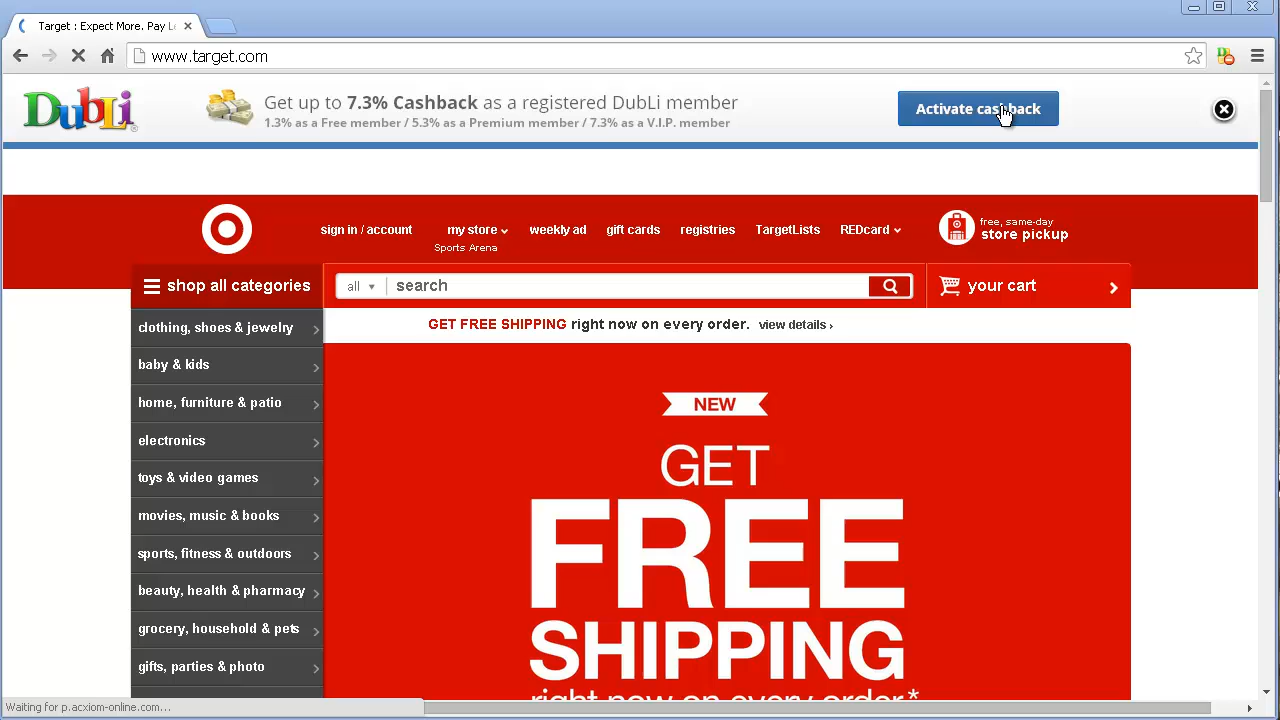 Target : Expect More. Pay Le
www.target.com
DubLi
Get up to 7.3% Cashback as a registered DubLi member
1.3% as a Free member / 5.3% as a Premium member / 7.3% as a V.I.P. member
Activate cashback
sign in / account
my store
Sports Arena
weekly ad
gift cards
registries
TargetLists
REDcard
free, same-day
store pickup
shop all categories
all
search
your cart
clothing, shoes & jewelry
baby & kids
home, furniture & patio
electronics
toys & video games
movies, music & books
sports, fitness & outdoors
beauty, health & pharmacy
grocery, household & pets
gifts, parties & photo
GET FREE SHIPPING right now on every order. view details ›
NEW
GET
FREE
SHIPPING
right now on every order.*
Waiting for p.acxom-online.com...